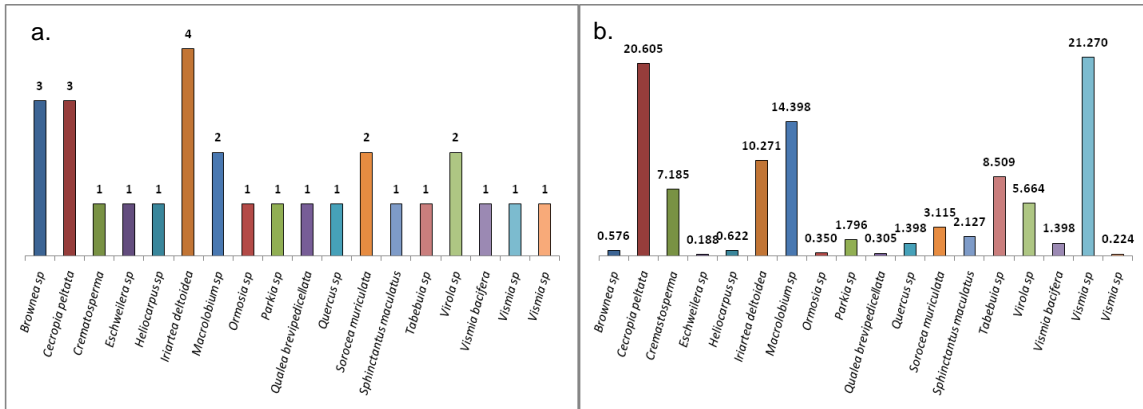 a.
3
3
1
1
1
4
2
1
1
1
1
2
1
1
2
1
1
1
Brownea sp
Cecropia peltata
Crematosperma
Eschweilera sp
Heliocarpus sp
Iriartea deltoidea
Macrolobium sp
Ormosia sp
Parkia sp
Qualea brevipedicellata
Quercus sp
Sorocea muriculata
Sphinctantus maculatus
Tabebuia sp
Virola sp
Vismia bacifera
Vismia sp
Vismia sp
b.
0.576
20.605
7.185
0.188
0.622
10.271
14.398
0.350
1.796
0.305
1.398
3.115
2.127
8.509
5.664
1.398
21.270
0.224
Brownea sp
Cecropia peltata
Cremastosperma
Eschweilera sp
Heliocarpus sp
Iriartea deltoidea
Macrolobium sp
Ormosia sp
Parkia sp
Qualea brevipedicellata
Quercus sp
Sorocea muriculata
Sphinctantus maculatus
Tabebuia sp
Virola sp
Vismia bacifera
Vismia sp
Vismia sp